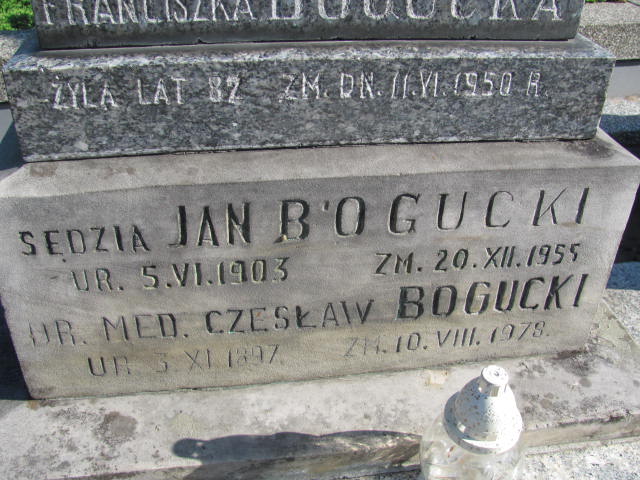 FRANCISZKA BOGUCKA
ŻYŁA LAT 82 ZM. DN. 11.VI.1950 R.
SĘDZIA JAN BOGUCKI
UR. 5.VI.1903 ZM. 20.XII.1955
DR. MED. CZESŁAW BOGUCKI
UR. 3 XI.1897. ZM. 10.VIII.1978.